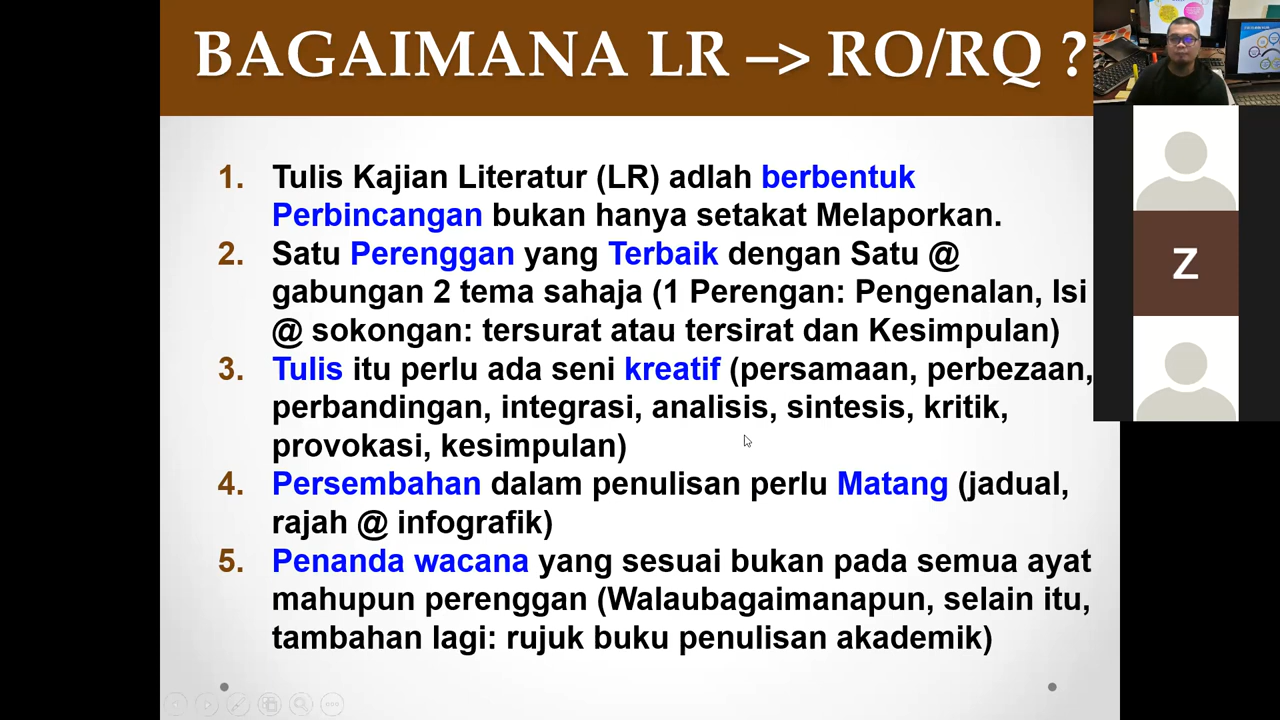 BAGAIMANA LR –> RO/RQ ?
1. Tulis Kajian Literatur (LR) adlah berbentuk
Perbincangan bukan hanya setakat Melaporkan.
2. Satu Perenggan yang Terbaik dengan Satu @
gabungan 2 tema sahaja (1 Perengan: Pengenalan, Isi
@ sokongan: tersurat atau tersirat dan Kesimpulan)
3. Tulis itu perlu ada seni kreatif (persamaan, perbezaan,
perbandingan, integrasi, analisis, sintesis, kritik,
provokasi, kesimpulan)
4. Persembahan dalam penulisan perlu Matang (jadual,
rajah @ infografik)
5. Penanda wacana yang sesuai bukan pada semua ayat
mahupun perenggan (Walaubagaimanapun, selain itu,
tambahan lagi: rujuk buku penulisan akademik)
Z